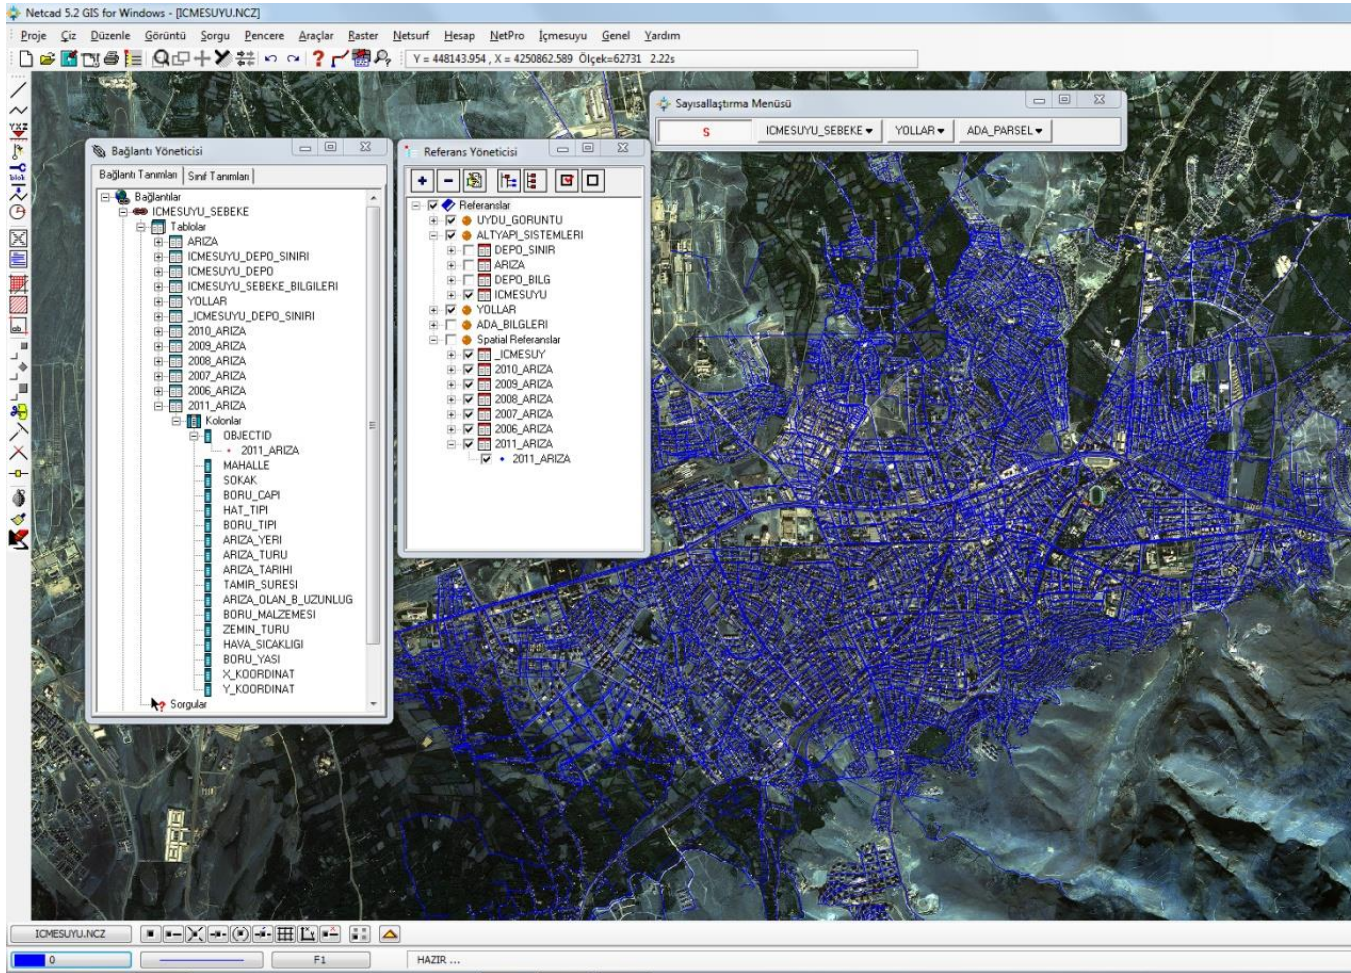 Netcad 5.2 GIS for Windows - [ICMESUYU.NCZ]
Proje Çiz Düzenle Görüntü Sorgu Pencere Araçlar Raster Netsurf Hesap NetPro İçmesuyu Genel Yardım
Y = 448143.954 , X = 4250862.589 Ölçek=62731 2.22s
Sayısallaştırma Menüsü
S ICMESUYU_SEBEKE YOLLAR ADA_PARSEL
Bağlantı Yöneticisi
Bağlantı Tanımları Sınıf Tanımları
Bağlantılar
ICMESUYU_SEBEKE
Tablolar
ARIZA
ICMESUYU_DEPO_SINIRI
ICMESUYU_DEPO
ICMESUYU_SEBEKE_BILGILERI
YOLLAR
_ICMESUYU_DEPO_SINIRI
2010_ARIZA
2009_ARIZA
2008_ARIZA
2007_ARIZA
2006_ARIZA
2011_ARIZA
Kolonlar
OBJECTID
2011_ARIZA
MAHALLE
SOKAK
BORU_CAPI
HAT_TIPI
BORU_TIPI
ARIZA_YERI
ARIZA_TURU
ARIZA_TARIHI
TAMIR_SURESI
ARIZA_OLAN_B_UZUNLUG
BORU_MALZEMESI
ZEMIN_TURU
HAVA_SICAKLIGI
BORU_YASI
X_KOORDINAT
Y_KOORDINAT
Sorgular
Referans Yöneticisi
Referanslar
UYDU_GORUNTU
ALTYAPI_SISTEMLERI
DEPO_SINIR
ARIZA
DEPO_BILG
ICMESUYU
YOLLAR
ADA_BILGLERI
Spatial Referanslar
_ICMESUY
2010_ARIZA
2009_ARIZA
2008_ARIZA
2007_ARIZA
2006_ARIZA
2011_ARIZA
2011_ARIZA
YXZ
blok
ab
ICMESUYU.NCZ
0 F1 HAZIR ...